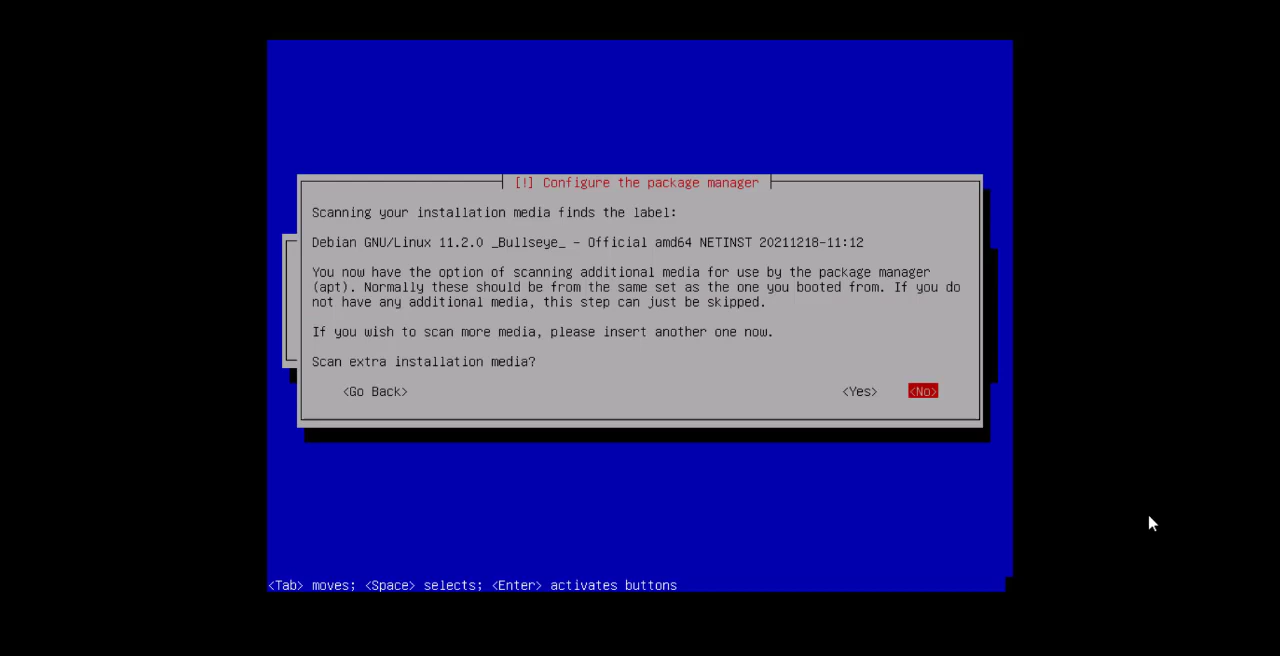 [!] Configure the package manager
Scanning your installation media finds the label:
Debian GNU/Linux 11.2.0 _Bullseye_ - Official amd64 NETINST 20211218-11:12
You now have the option of scanning additional media for use by the package manager
(apt). Normally these should be from the same set as the one you booted from. If you do
not have any additional media, this step can just be skipped.
If you wish to scan more media, please insert another one now.
Scan extra installation media?
<Go Back> <Yes> <No>
<Tab> moves; <Space> selects; <Enter> activates buttons